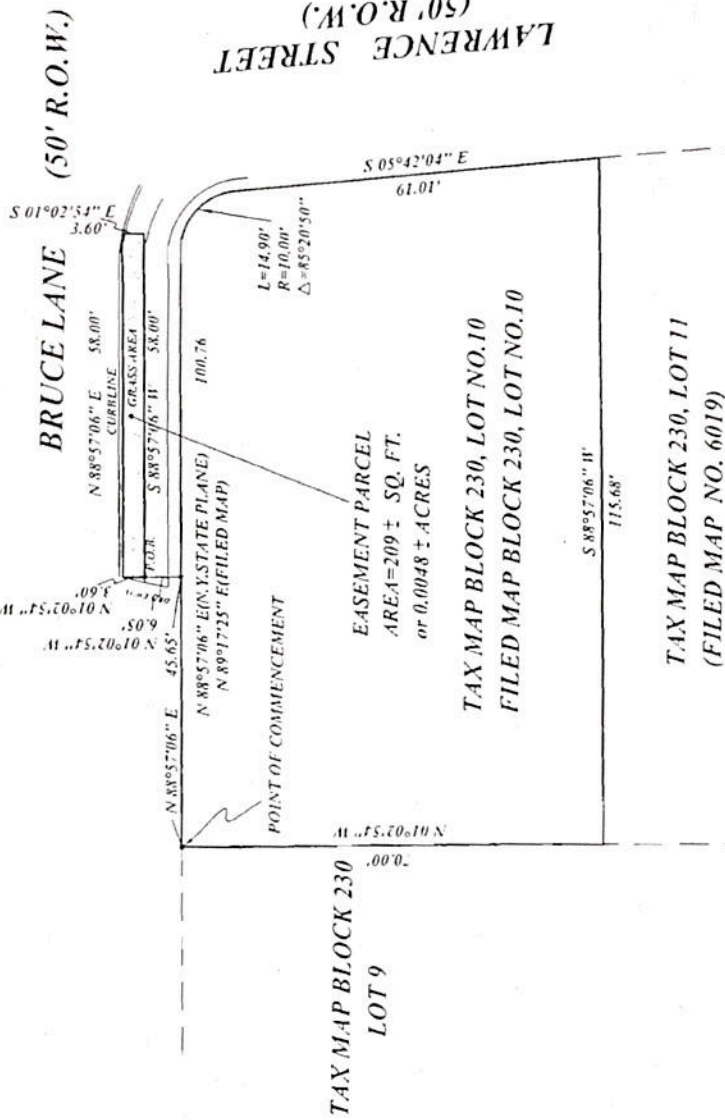 BRUCE LANE (50' R.O.W.)
LAWRENCE STREET
(50' R.O.W.)
N 88°57'06" E 58.00'
CURBLINE
GRASS AREA
S 88°57'06" W 58.00'
S 01°02'54" E
3.60'
N 01°02'54" W
3.60'
N 01°02'54" W
6.05'
P.O.B.
N 88°57'06" E 45.65'
100.76
N 88°57'06" E(N.Y.STATE PLANE)
N 89°17'25" E(FILED MAP)
POINT OF COMMENCEMENT
L=14.90'
R=10.00'
△=85°20'50"
S 05°42'04" E
61.01'
EASEMENT PARCEL
AREA=209± SQ. FT.
or 0.0048± ACRES
N 01°02'54" W
70.00'
TAX MAP BLOCK 230
LOT 9
TAX MAP BLOCK 230, LOT NO.10
FILED MAP BLOCK 230, LOT NO.10
S 88°57'06" W
115.68'
TAX MAP BLOCK 230, LOT 11
(FILED MAP NO. 6019)